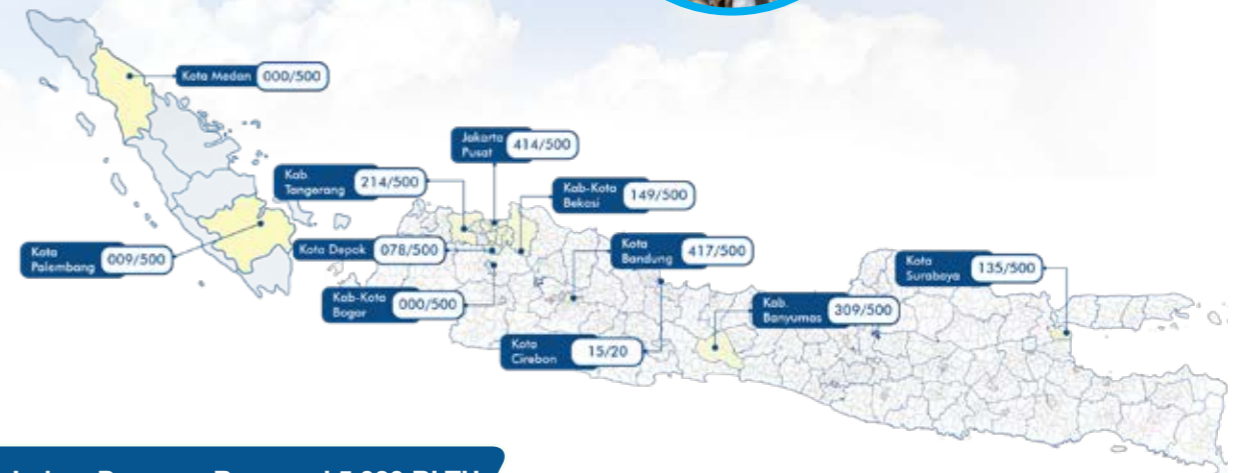 Kota Medan 000/500
Jakarta
Pusat 414/500
Kab.
Tangerang 214/500
Kab-Kota
Bekasi 149/500
Kota
Palembang 009/500
Kota Depok 078/500
Kota
Bandung 417/500
Kota
Surabaya 135/500
Kab-Kota
Bogor 000/500
Kab.
Banyumas 309/500
Kota
Cirebon 15/20